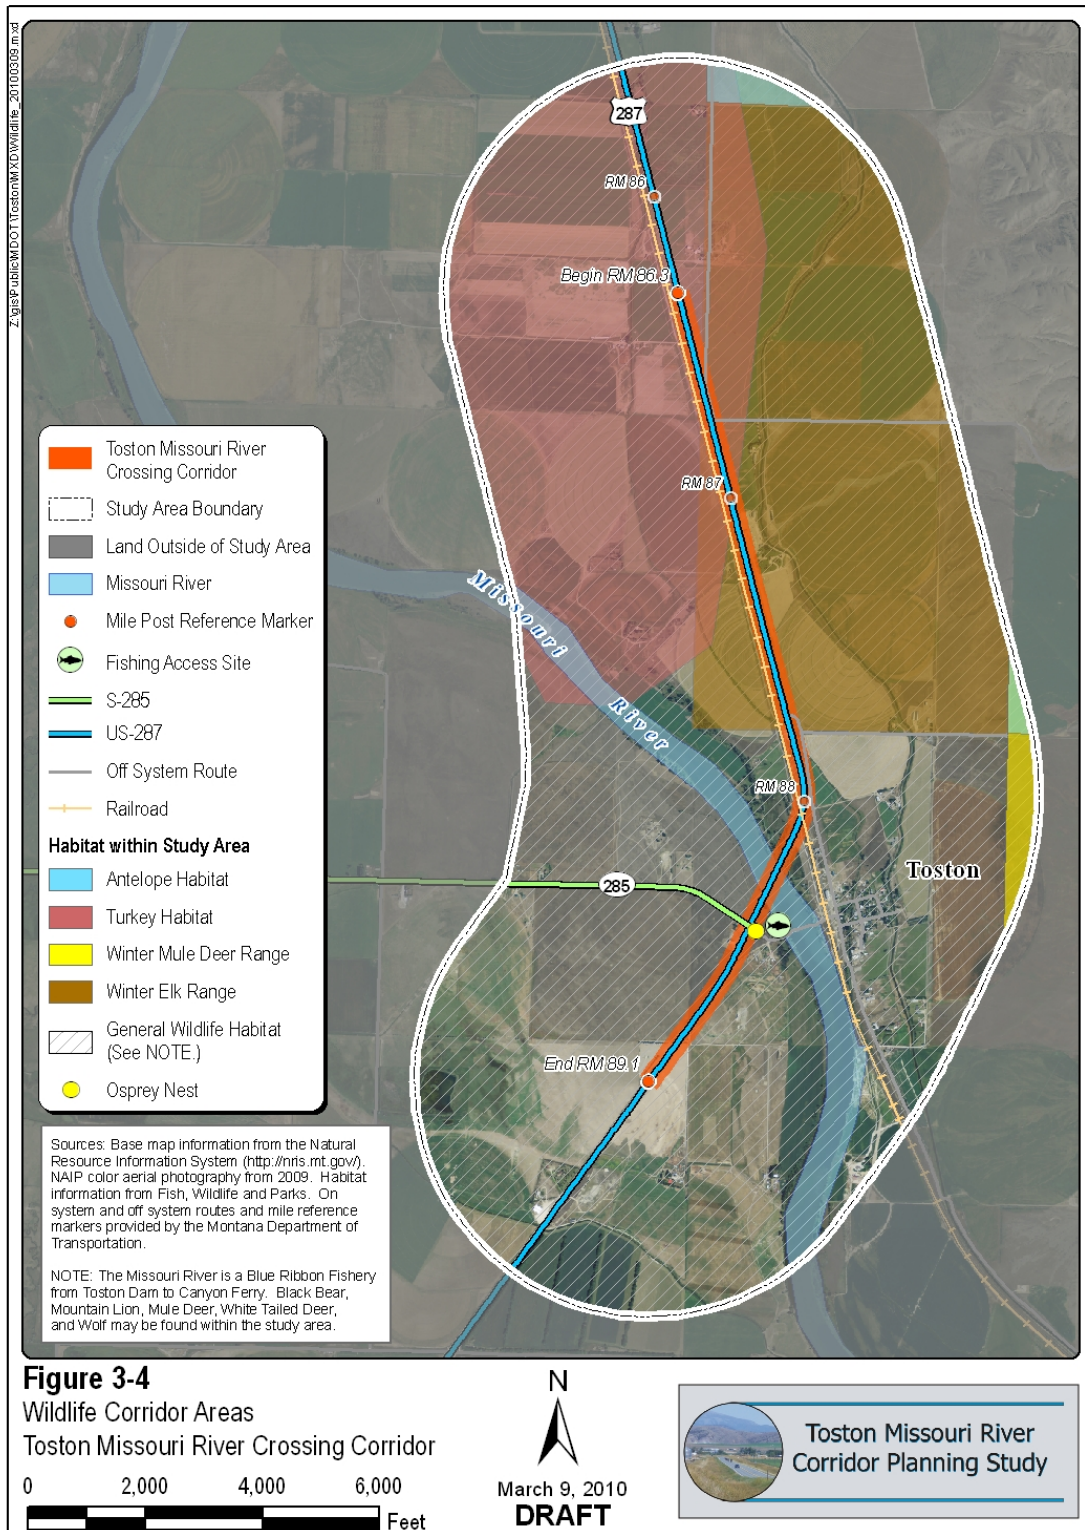 Z:\gis\Public\MDOT\Toston\MXD\Wildlife_20100309.mxd
287
RM 86
Begin RM 86.3
RM 87
Missouri
River
RM 88
Toston
285
End RM 89.1
Toston Missouri River
Crossing Corridor
Study Area Boundary
Land Outside of Study Area
Missouri River
Mile Post Reference Marker
Fishing Access Site
S-285
US-287
Off System Route
Railroad
Habitat within Study Area
Antelope Habitat
Turkey Habitat
Winter Mule Deer Range
Winter Elk Range
General Wildlife Habitat
(See NOTE.)
Osprey Nest
Sources: Base map information from the Natural
Resource Information System (http://nris.mt.gov/).
NAIP color aerial photography from 2009. Habitat
information from Fish, Wildlife and Parks. On
system and off system routes and mile reference
markers provided by the Montana Department of
Transportation.
NOTE: The Missouri River is a Blue Ribbon Fishery
from Toston Dam to Canyon Ferry. Black Bear,
Mountain Lion, Mule Deer, White Tailed Deer,
and Wolf may be found within the study area.
Figure 3-4
Wildlife Corridor Areas
Toston Missouri River Crossing Corridor
0 2,000 4,000 6,000
Feet
N
March 9, 2010
DRAFT
Toston Missouri River
Corridor Planning Study